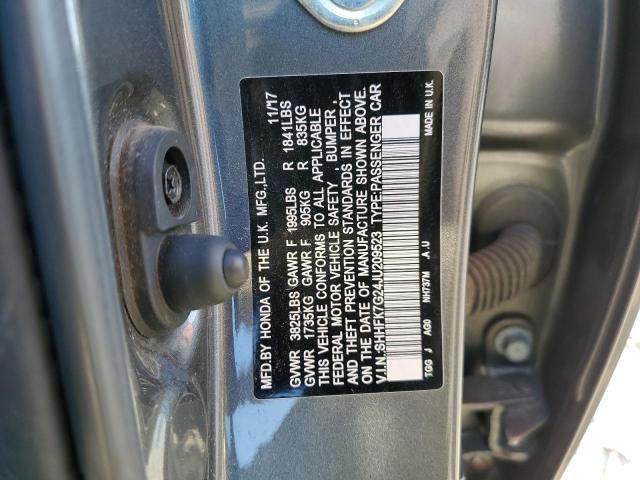 MFD.BY HONDA OF THE U.K. MFG.,LTD. 11/17
GVWR 3825LBS GAWR F 1995LBS R 1841LBS
GVWR 1735KG GAWR F 905KG R 835KG
THIS VEHICLE CONFORMS TO ALL APPLICABLE
FEDERAL MOTOR VEHICLE SAFETY , BUMPER ,
AND THEFT PREVENTION STANDARDS IN EFFECT
ON THE DATE OF MANUFACTURE SHOWN ABOVE.
V.I.N.SHHFK7G24JU209523 TYPE:PASSENGER CAR
TGG J AG0 NH737M A.U MADE IN U.K.